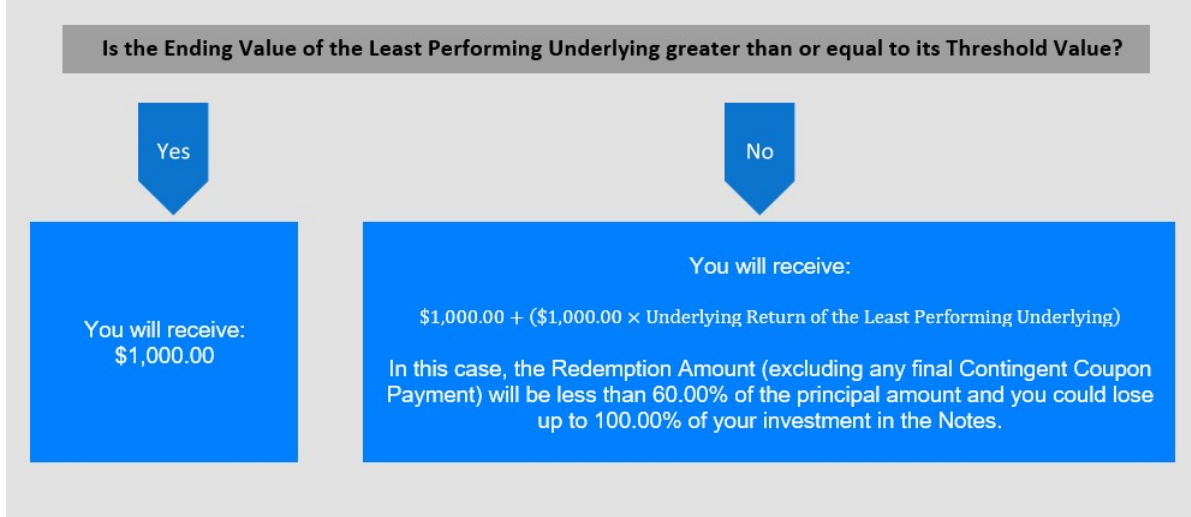 Is the Ending Value of the Least Performing Underlying greater than or equal to its Threshold Value?
Yes
No
You will receive:
$1,000.00
You will receive:
$1,000.00 + ($1,000.00 × Underlying Return of the Least Performing Underlying)
In this case, the Redemption Amount (excluding any final Contingent Coupon
Payment) will be less than 60.00% of the principal amount and you could lose
up to 100.00% of your investment in the Notes.